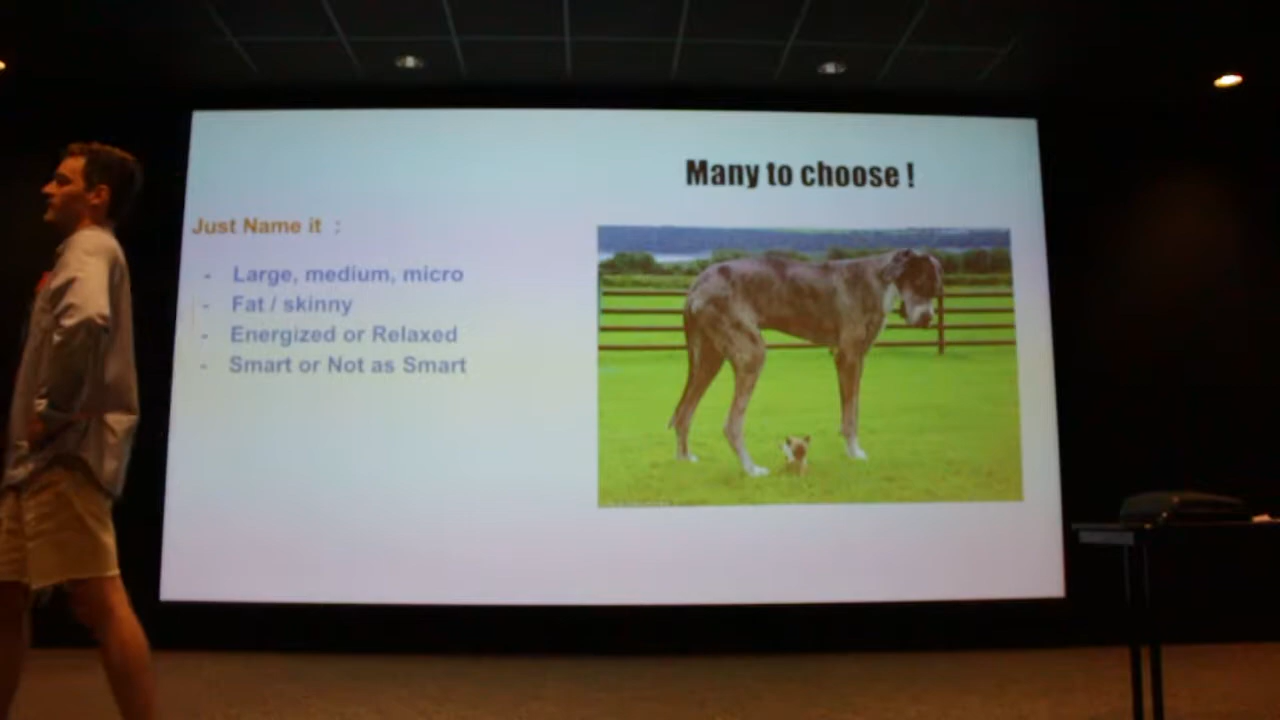 Many to choose !
Just Name it :
- Large, medium, micro
- Fat / skinny
- Energized or Relaxed
- Smart or Not as Smart